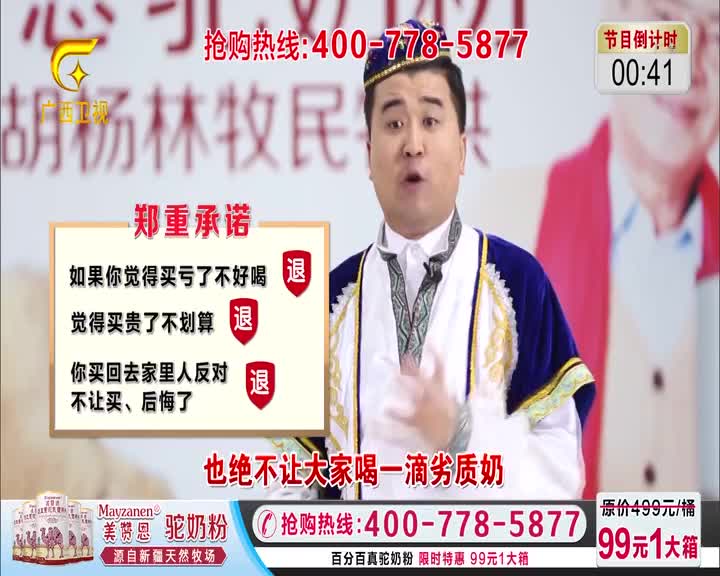 抢购热线:400-778-5877
节目倒计时
00:41
广西卫视
胡杨林牧民
郑重承诺
如果你觉得买亏了不好喝 退
觉得买贵了不划算 退
你买回去家里人反对
不让买、后悔了 退
也绝不让大家喝一滴劣质奶
Mayzanen®
美赞恩 驼奶粉
源自新疆天然牧场
抢购热线:400-778-5877
百分百真驼奶粉 限时特惠 99元1大箱
原价499元/桶
99元1大箱